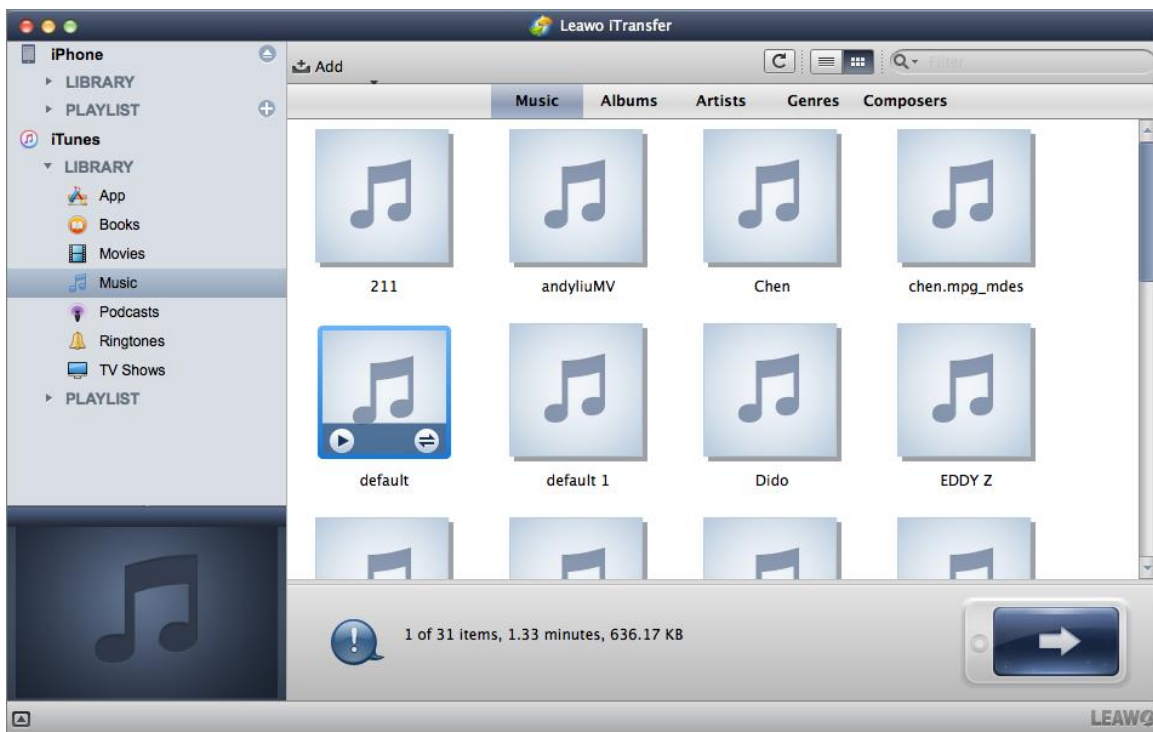 Leawo iTransfer
iPhone
LIBRARY
PLAYLIST
iTunes
LIBRARY
App
Books
Movies
Music
Podcasts
Ringtones
TV Shows
PLAYLIST
Add
Filter
Music Albums Artists Genres Composers
211 andyliuMV Chen chen.mpg_mdes
default default 1 Dido EDDY Z
1 of 31 items, 1.33 minutes, 636.17 KB
LEAWO